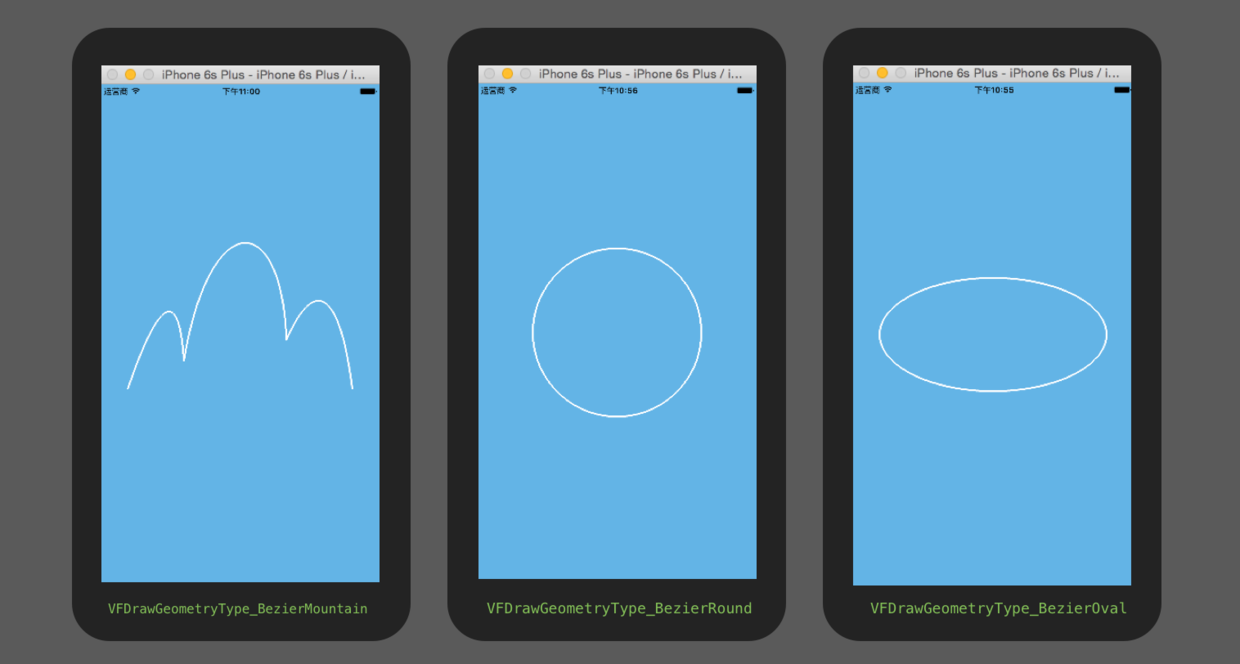 iPhone 6s Plus - iPhone 6s Plus / i...
运营商 下午11:00
VFDrawGeometryType_BezierMountain
iPhone 6s Plus - iPhone 6s Plus / i...
运营商 下午10:56
VFDrawGeometryType_BezierRound
iPhone 6s Plus - iPhone 6s Plus / i...
运营商 下午10:55
VFDrawGeometryType_BezierOval